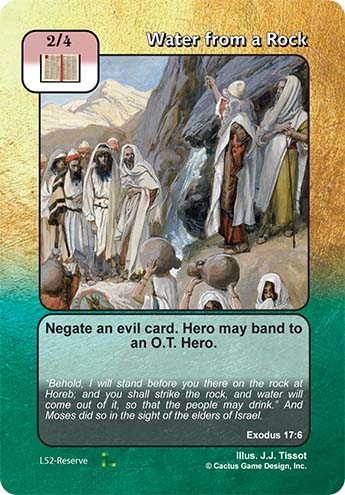 2/4
Water from a Rock
Negate an evil card. Hero may band to
an O.T. Hero.
"Behold, I will stand before you there on the rock at
Horeb; and you shall strike the rock, and water will
come out of it, so that the people may drink." And
Moses did so in the sight of the elders of Israel.
Exodus 17:6
Illus. J.J. Tissot
L52-Reserve
© Cactus Game Design, Inc.